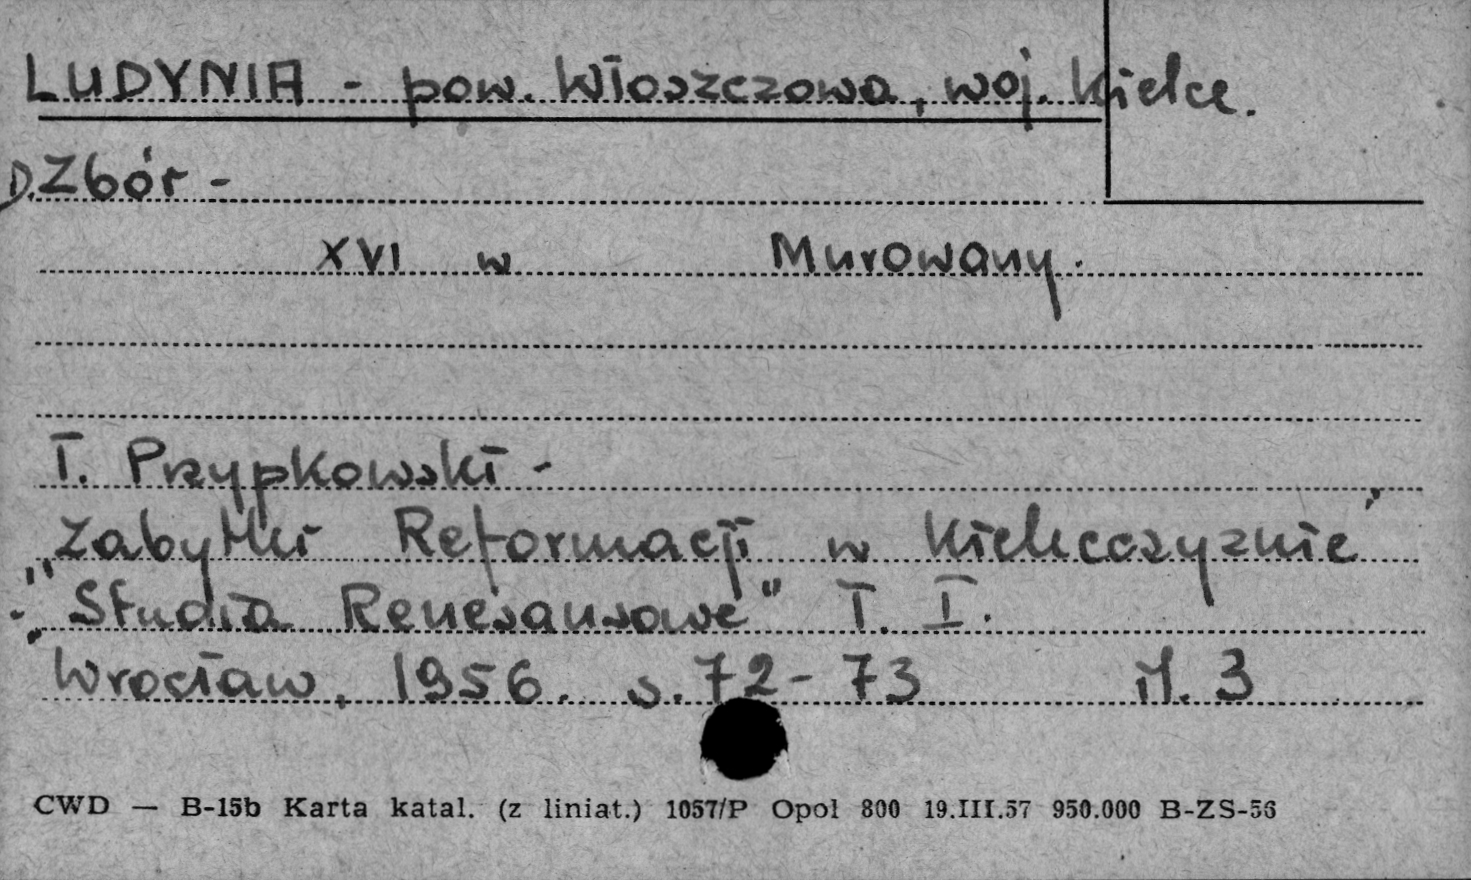 LUDYNIA - pow. Włoszczowa, woj. Kielce.
D. Zbór -
XVI w Murowany.
T. Przypkowski -
"Zabytki Reformacji w Kielecczyźnie"
- "Studia Renesansowe" T. I.
Wrocław, 1956. s. 72-73 il. 3
CWD — B-15b Karta katal. (z liniat.) 1057/P Opol 800 19.III.57 950.000 B-ZS-56